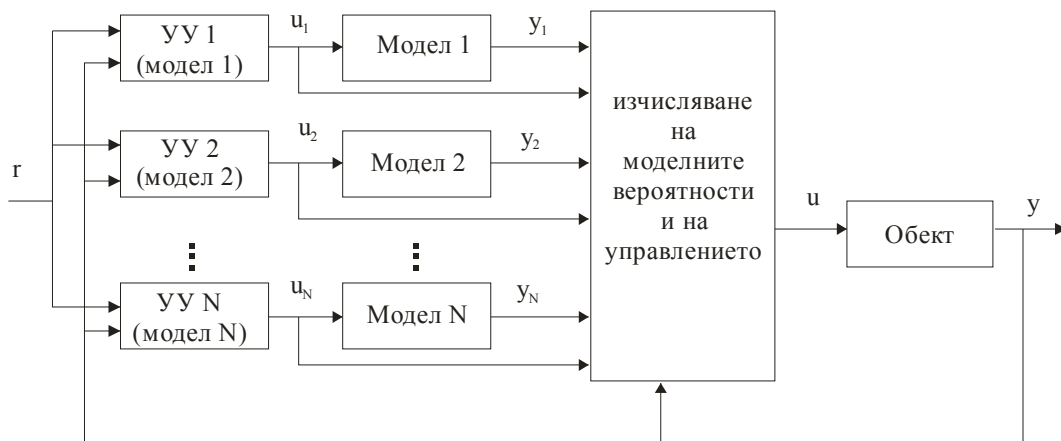 УУ 1
(модел 1)
u1
Модел 1
y1
УУ 2
(модел 2)
u2
Модел 2
y2
r
УУ N
(модел N)
uN
Модел N
yN
изчисляване
на
моделните
вероятности
и на
управлението
u
Обект
y